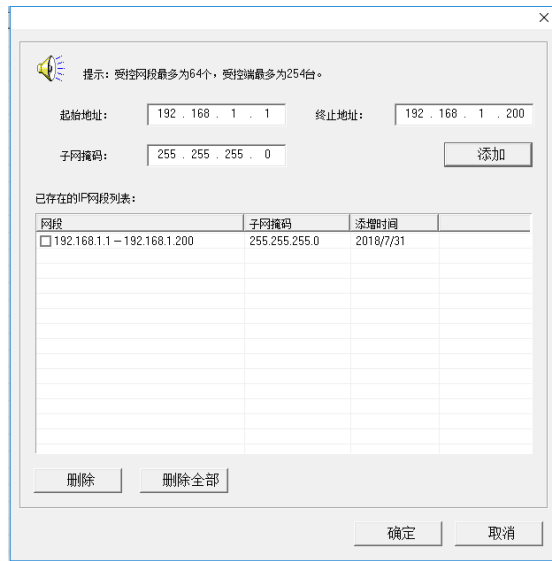 提示：受控网段最多为64个，受控端最多为254台。
起始地址： 192 . 168 . 1 . 1 终止地址： 192 . 168 . 1 . 200
子网掩码： 255 . 255 . 255 . 0 添加
已存在的IP网段列表：
网段 子网掩码 添增时间
192.168.1.1 — 192.168.1.200 255.255.255.0 2018/7/31
删除 删除全部
确定 取消